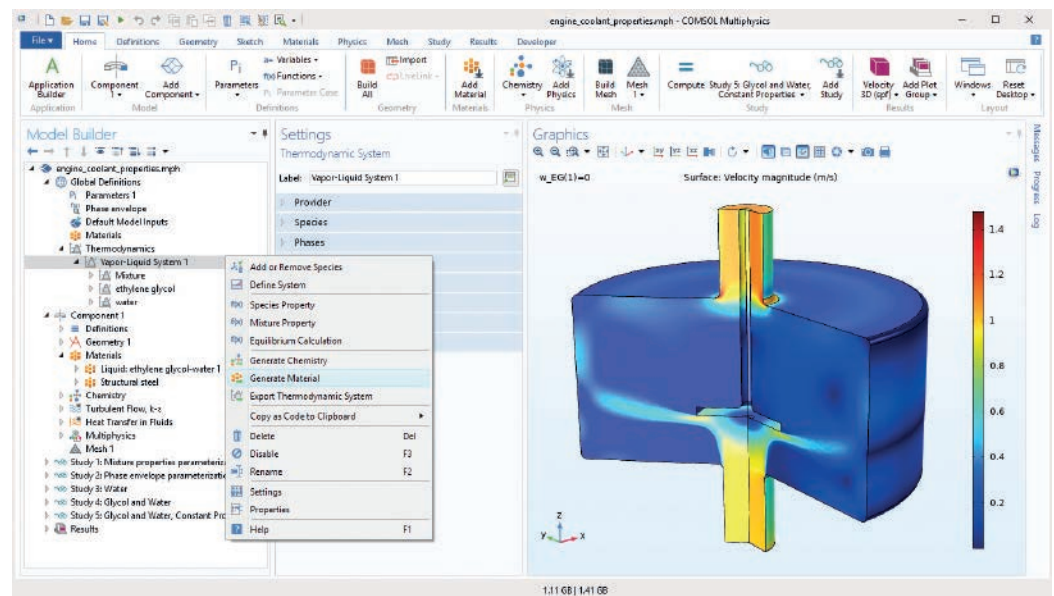 engine_coolant_properties.mph - COMSOL Multiphysics
File Home Definitions Geometry Sketch Materials Physics Mesh Study Results Developer
Application Builder
Component 1
Add Component
Pi Parameters
a= Variables
f(x) Functions
Pi Parameter Case
Build All
Import
LiveLink
Add Material
Chemistry
Add Physics
Build Mesh
Mesh 1
Compute
Study 5: Glycol and Water, Constant Properties
Add Study
Velocity 3D (spf)
Add Plot Group
Windows
Reset Desktop
Application Model Definitions Geometry Materials Physics Mesh Study Results Layout
Model Builder
engine_coolant_properties.mph
Global Definitions
Pi Parameters 1
Phase envelope
Default Model Inputs
Materials
Thermodynamics
Vapor-Liquid System 1
Mixture
ethylene glycol
water
Component 1
Definitions
Geometry 1
Materials
Liquid: ethylene glycol-water 1
Structural steel
Chemistry
Turbulent Flow, k-ε
Heat Transfer in Fluids
Multiphysics
Mesh 1
Study 1: Mixture properties parameteriz
Study 2: Phase envelope parameterizati
Study 3: Water
Study 4: Glycol and Water
Study 5: Glycol and Water, Constant Pro
Results
Settings
Thermodynamic System
Label: Vapor-Liquid System 1
Provider
Species
Phases
Add or Remove Species
Define System
f(x) Species Property
f(x) Mixture Property
f(x) Equilibrium Calculation
Generate Chemistry
Generate Material
Export Thermodynamic System
Copy as Code to Clipboard
Delete Del
Disable F3
Rename F2
Settings
Properties
Help F1
Graphics
w_EG(1)=0
Surface: Velocity magnitude (m/s)
1.4
1.2
1
0.8
0.6
0.4
0.2
z
y x
Messages Progress Log
1.11 GB | 1.41 GB